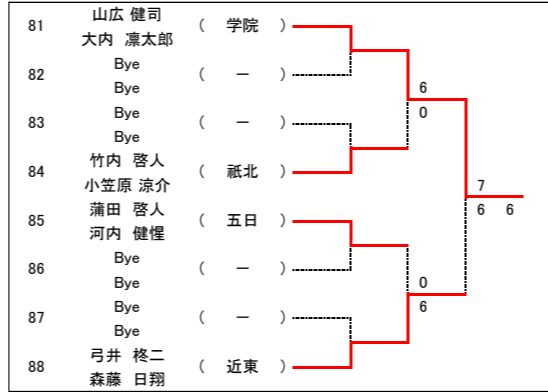 山広 健司
81 ( 学院 )
大内 凛太郎
Bye
82 ( ー )
Bye
6
Bye
83 ( ー )
0
Bye
竹内 啓人
84 ( 祇北 )
小笠原 涼介
7
蒲田 啓人
6 6
85 ( 五日 )
河内 健惺
Bye
86 ( ー )
Bye
0
Bye
87 ( ー )
6
Bye
弓井 柊二
88 ( 近東 )
森藤 日翔